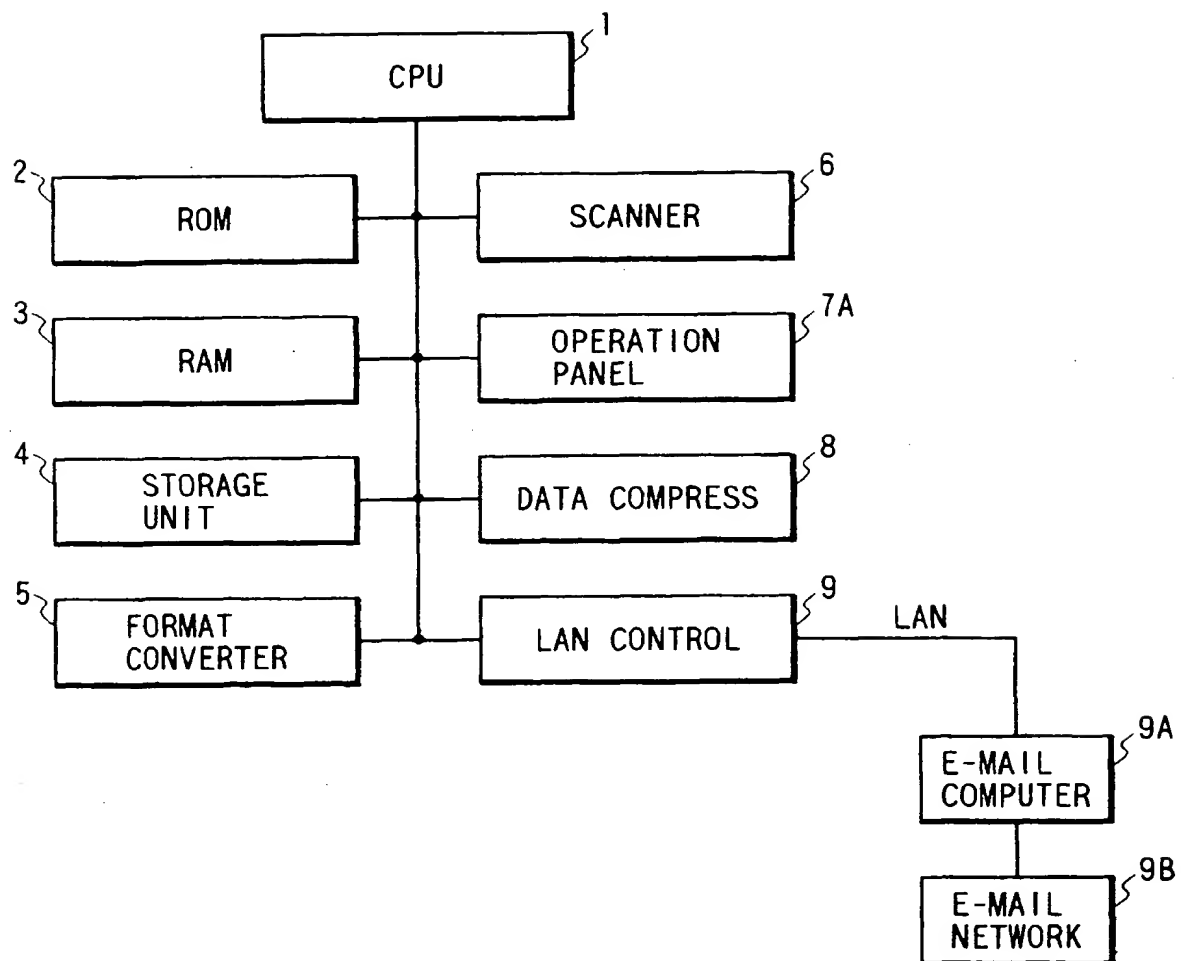 1
CPU
2
ROM
6
SCANNER
3
RAM
7A
OPERATION
PANEL
4
STORAGE
UNIT
8
DATA COMPRESS
5
FORMAT
CONVERTER
9
LAN CONTROL
LAN
9A
E-MAIL
COMPUTER
9B
E-MAIL
NETWORK